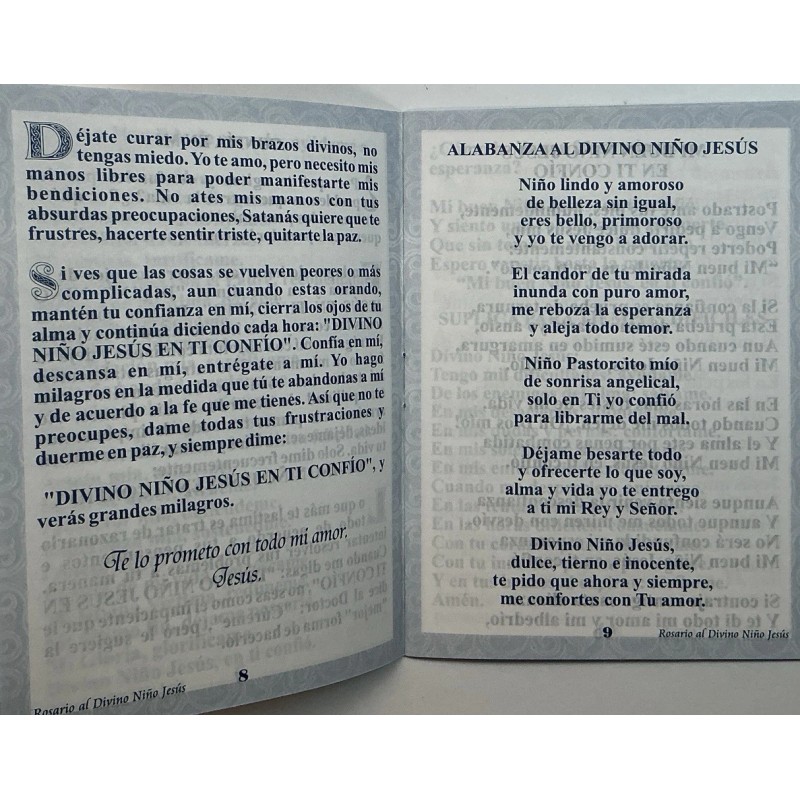 Déjate curar por mis brazos divinos, no
tengas miedo. Yo te amo, pero necesito mis
manos libres para poder manifestarte mis
bendiciones. No ates mis manos con tus
absurdas preocupaciones, Satanás quiere que te
frustres, hacerte sentir triste, quitarte la paz.
Si ves que las cosas se vuelven peores o más
complicadas, aun cuando estas orando,
mantén tu confianza en mí, cierra los ojos de tu
alma y continúa diciendo cada hora: "DIVINO
NIÑO JESÚS EN TI CONFÍO". Confía en mí,
descansa en mí, entrégate a mí. Yo hago
milagros en la medida que tú te abandonas a mí
y de acuerdo a la fe que me tienes. Así que no te
preocupes, dame todas tus frustraciones y
duerme en paz, y siempre dime:
"DIVINO NIÑO JESÚS EN TI CONFÍO", y
verás grandes milagros.
Te lo prometo con todo mi amor.
Jesús.
8
Rosario al Divino Niño Jesús
ALABANZA AL DIVINO NIÑO JESÚS
Niño lindo y amoroso
de belleza sin igual,
eres bello, primoroso
y yo te vengo a adorar.
El candor de tu mirada
inunda con puro amor,
me reboza la esperanza
y aleja todo temor.
Niño Pastorcito mío
de sonrisa angelical,
solo en Ti yo confió
para librarme del mal.
Déjame besarte todo
y ofrecerte lo que soy,
alma y vida yo te entrego
a ti mi Rey y Señor.
Divino Niño Jesús,
dulce, tierno e inocente,
te pido que ahora y siempre,
me confortes con Tu amor.
9
Rosario al Divino Niño Jesús